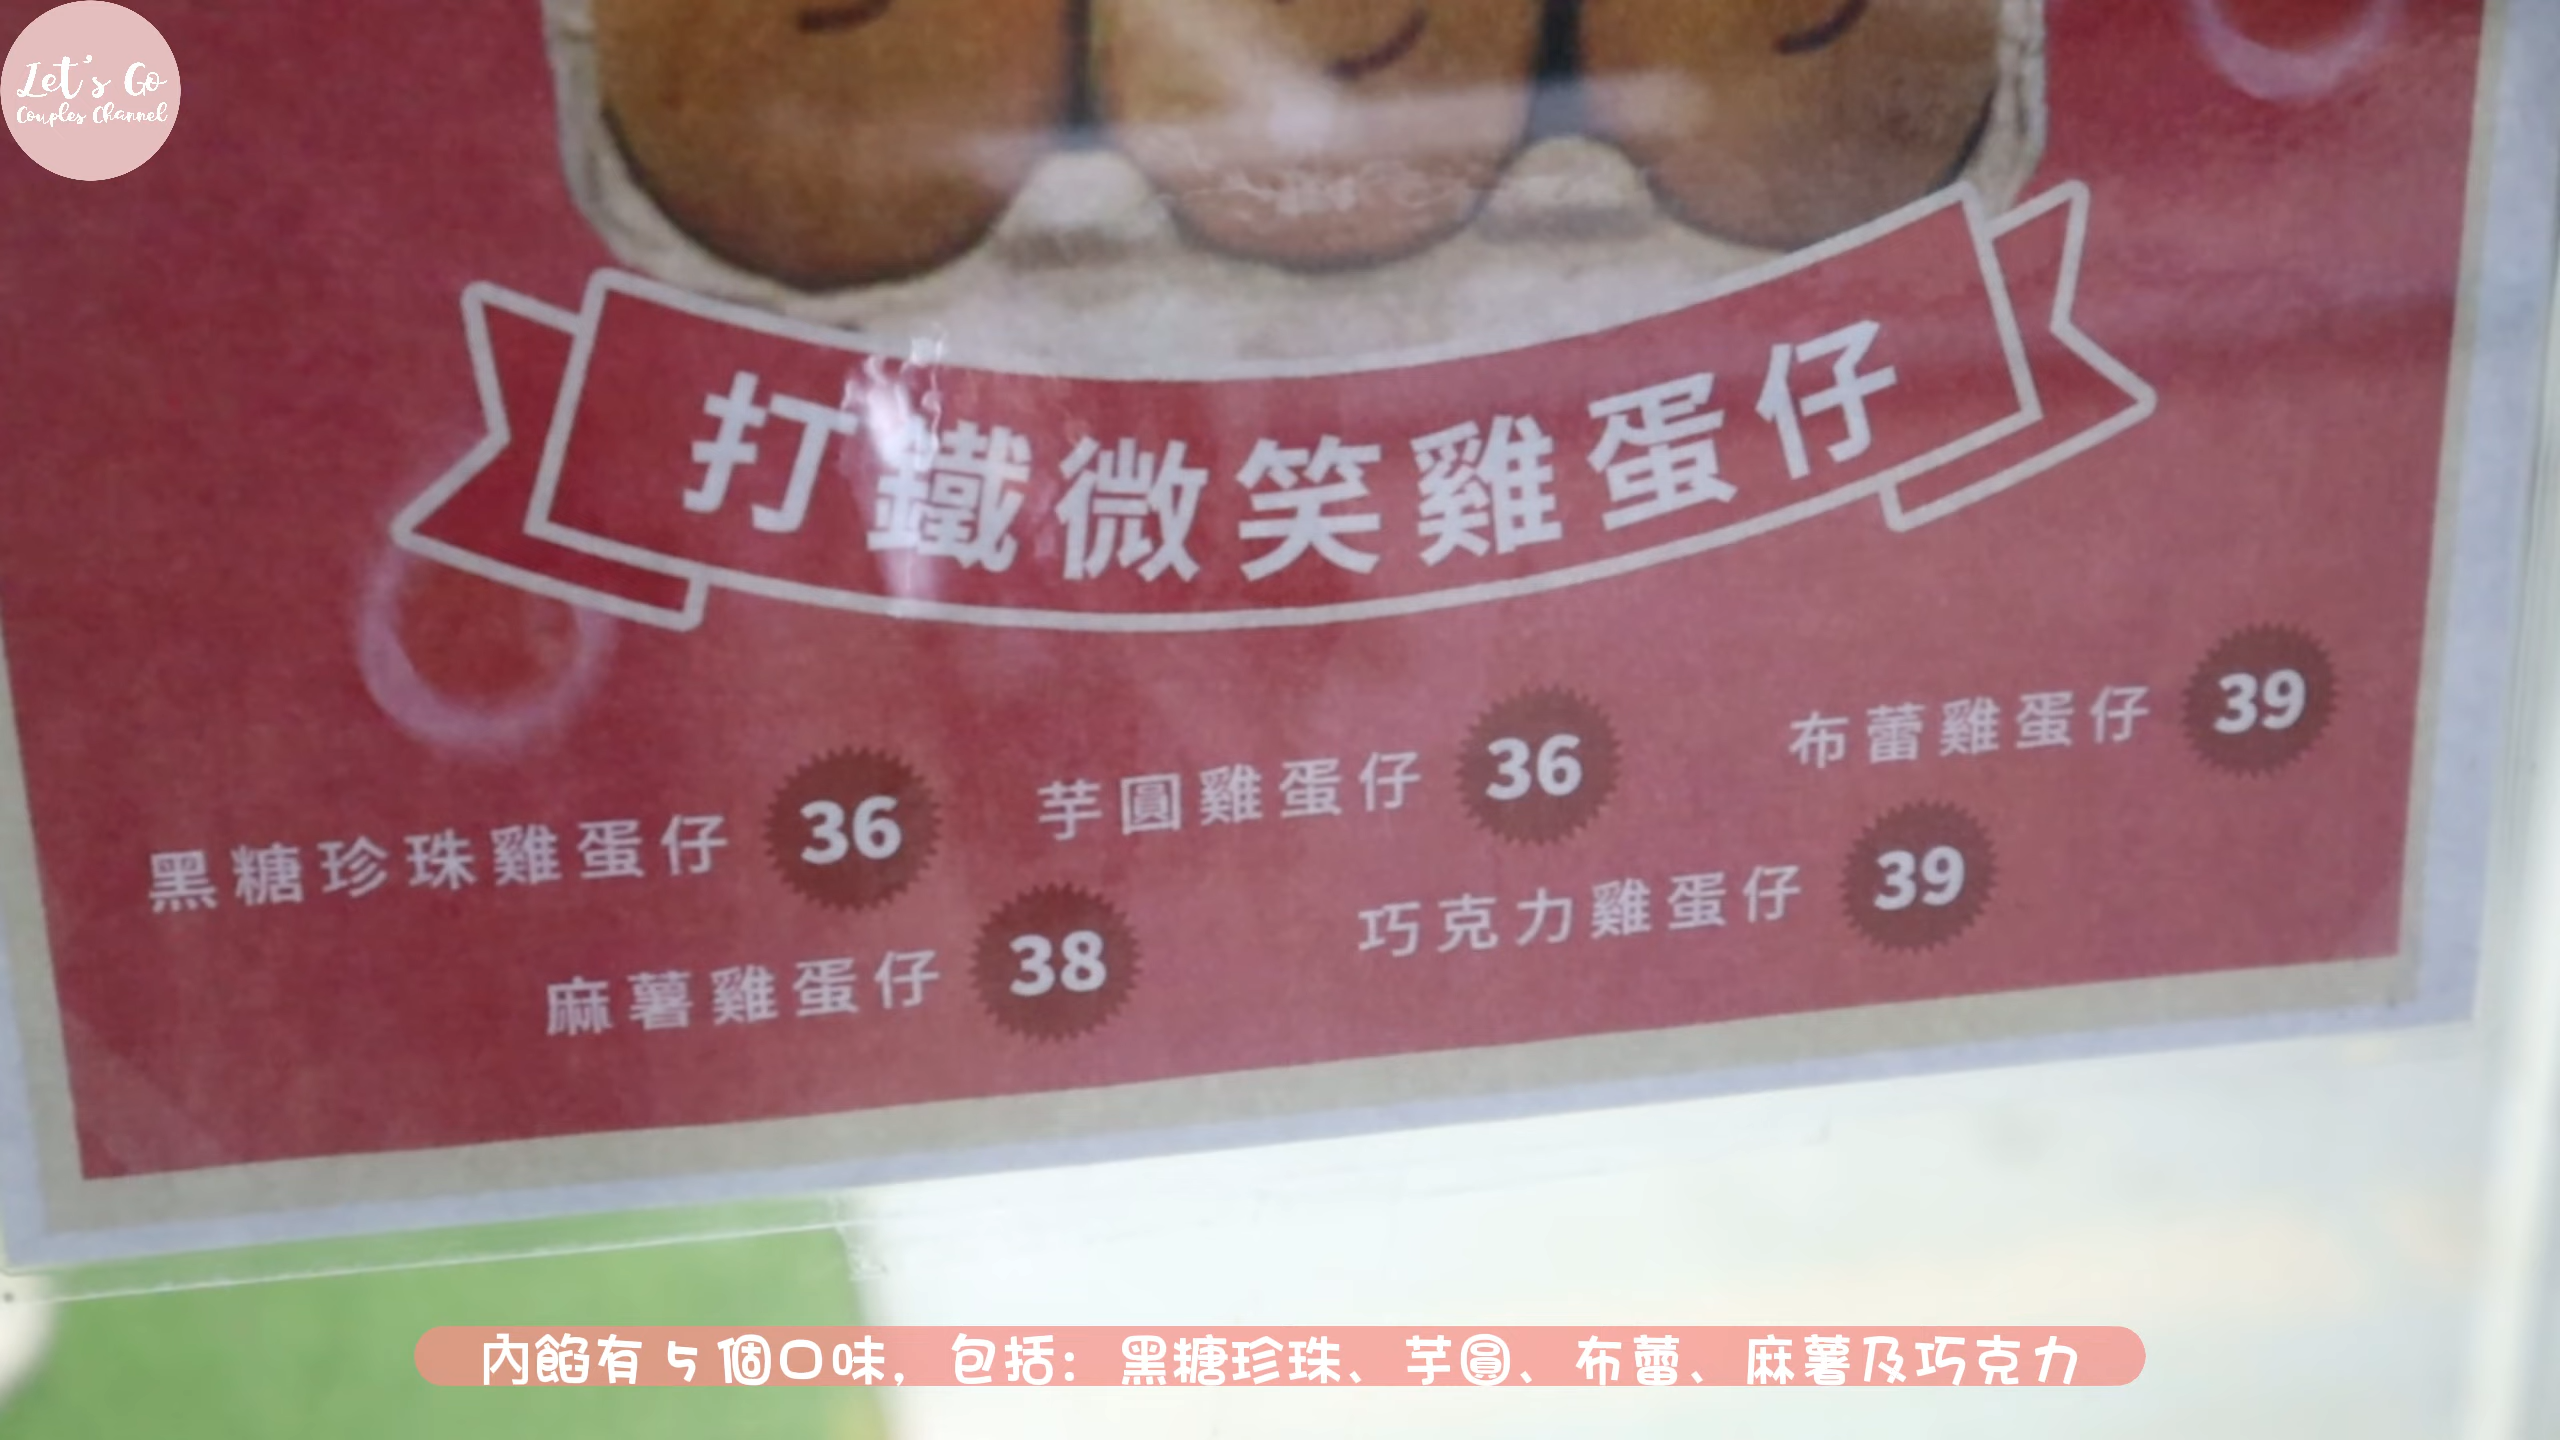 Let's Go
Couples Channel
打鐵微笑雞蛋仔
黑糖珍珠雞蛋仔 36
芋圓雞蛋仔 36
布蕾雞蛋仔 39
麻薯雞蛋仔 38
巧克力雞蛋仔 39
內餡有5個口味, 包括: 黑糖珍珠、芋圓、布蕾、麻薯及巧克力